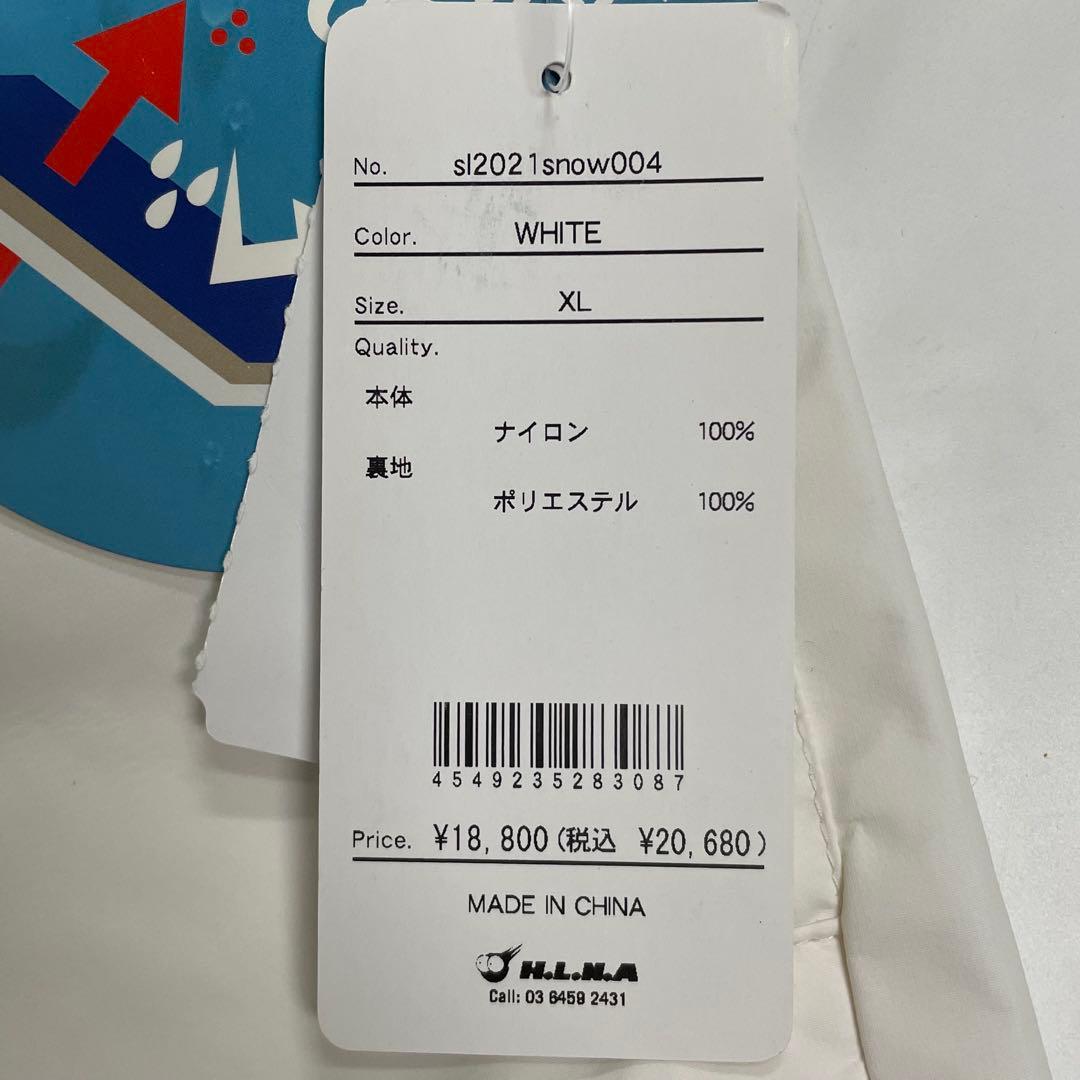 No. sl2021snow004
Color. WHITE
Size. XL
Quality.
本体
ナイロン 100%
裏地
ポリエステル 100%
4549235283087
Price. ¥18,800(税込 ¥20,680)
MADE IN CHINA
H.L.N.A
Call: 03 6459 2431